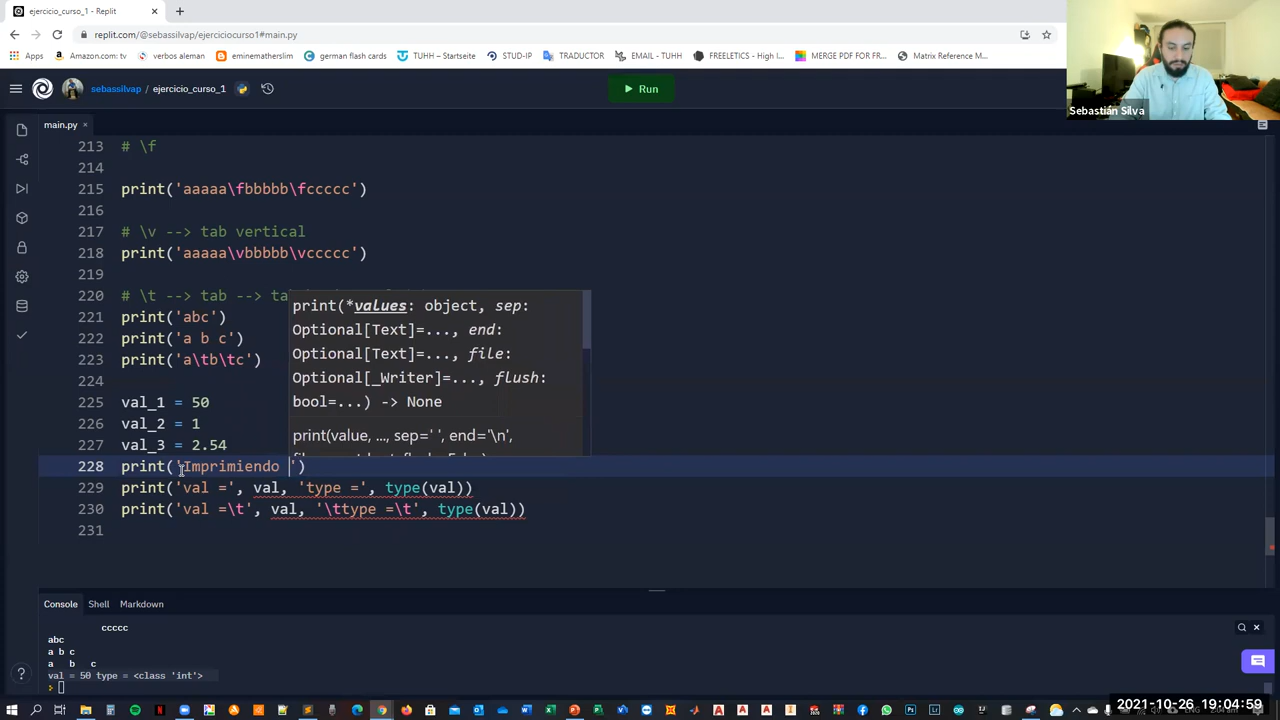 ejercicio_curso_1 - Replit
replit.com/@sebassilvap/ejerciciocurso1#main.py
Apps
Amazon.com: tv
verbos aleman
eminemathersIim
german flash cards
TUHH – Startseite
STUD-IP
TRADUCTOR
EMAIL - TUHH
FREELETICS - High I...
MERGE PDF FOR FR...
Matrix Reference M...
Sebastián Silva
sebassilvap / ejercicio_curso_1
Run
main.py
213 # \f
214
215 print('aaaaa\fbbbbb\fccccc')
216
217 # \v --> tab vertical
218 print('aaaaa\vbbbbb\vccccc')
219
220 # \t --> tab --> ta
221 print('abc')
222 print('a b c')
223 print('a\tb\tc')
224
225 val_1 = 50
226 val_2 = 1
227 val_3 = 2.54
228 print('Imprimiendo ')
229 print('val =', val, 'type =', type(val))
230 print('val =\t', val, '\ttype =\t', type(val))
231
print(*values: object, sep:
Optional[Text]=..., end:
Optional[Text]=..., file:
Optional[_Writer]=..., flush:
bool=...) -> None
print(value, ..., sep=' ', end='\n',
Console
Shell
Markdown
ccccc
abc
a b c
a b c
val = 50 type = <class 'int'>
2021-10-26 19:04:59